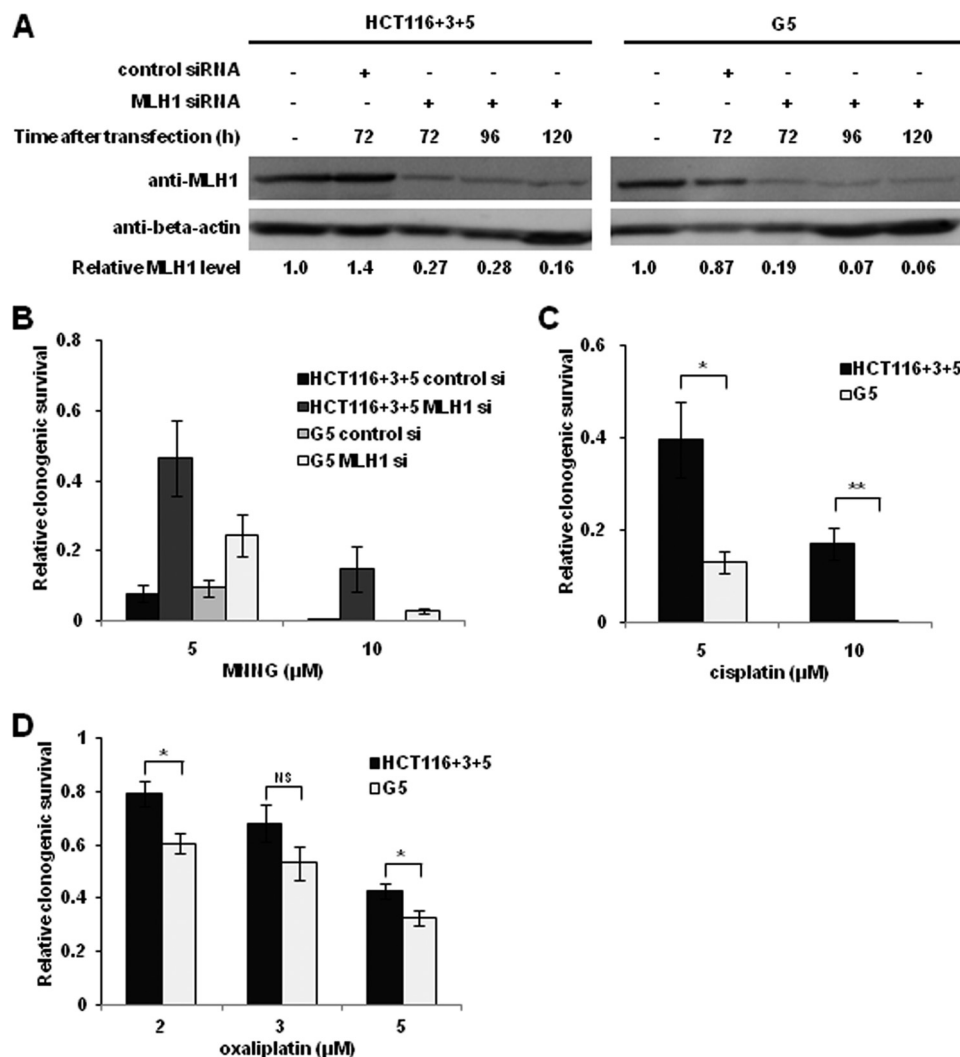 A
HCT116+3+5 G5
control siRNA - + - - - - + - - -
MLH1 siRNA - - + + + - - + + +
Time after transfection (h) - 72 72 96 120 - 72 72 96 120
anti-MLH1
anti-beta-actin
Relative MLH1 level 1.0 1.4 0.27 0.28 0.16 1.0 0.87 0.19 0.07 0.06
B
Relative clonogenic survival
0.8
0.6
0.4
0.2
0
HCT116+3+5 control si
HCT116+3+5 MLH1 si
G5 control si
G5 MLH1 si
5 10
MNNG (µM)
C
Relative clonogenic survival
0.6
0.4
0.2
0
*
**
HCT116+3+5
G5
5 10
cisplatin (µM)
D
Relative clonogenic survival
1
0.8
0.6
0.4
0.2
0
*
NS
*
HCT116+3+5
G5
2 3 5
oxaliplatin (µM)